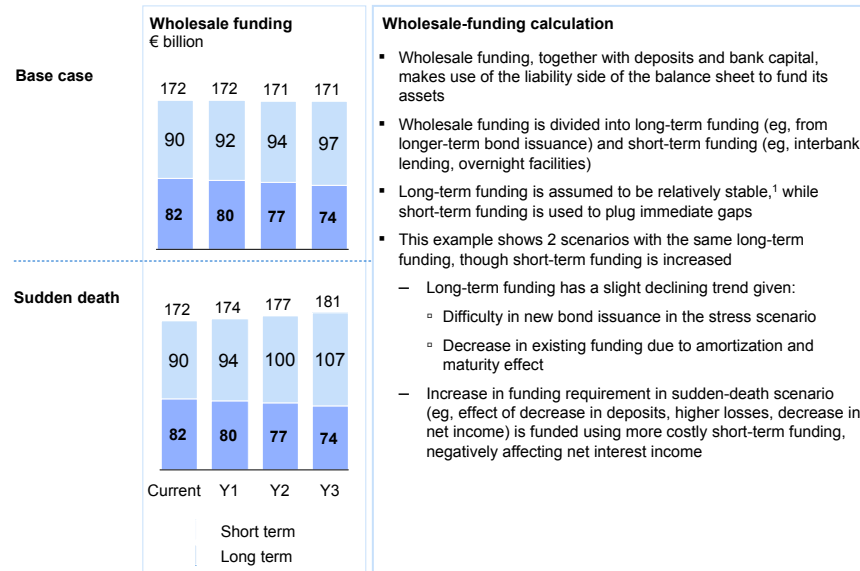 Wholesale funding
€ billion
Base case
172 172 171 171
90 92 94 97
82 80 77 74
Sudden death
172 174 177 181
90 94 100 107
82 80 77 74
Current Y1 Y2 Y3
Short term
Long term
Wholesale-funding calculation
▪ Wholesale funding, together with deposits and bank capital,
makes use of the liability side of the balance sheet to fund its
assets
▪ Wholesale funding is divided into long-term funding (eg, from
longer-term bond issuance) and short-term funding (eg, interbank
lending, overnight facilities)
▪ Long-term funding is assumed to be relatively stable,¹ while
short-term funding is used to plug immediate gaps
▪ This example shows 2 scenarios with the same long-term
funding, though short-term funding is increased
– Long-term funding has a slight declining trend given:
▫ Difficulty in new bond issuance in the stress scenario
▫ Decrease in existing funding due to amortization and
maturity effect
– Increase in funding requirement in sudden-death scenario
(eg, effect of decrease in deposits, higher losses, decrease in
net income) is funded using more costly short-term funding,
negatively affecting net interest income